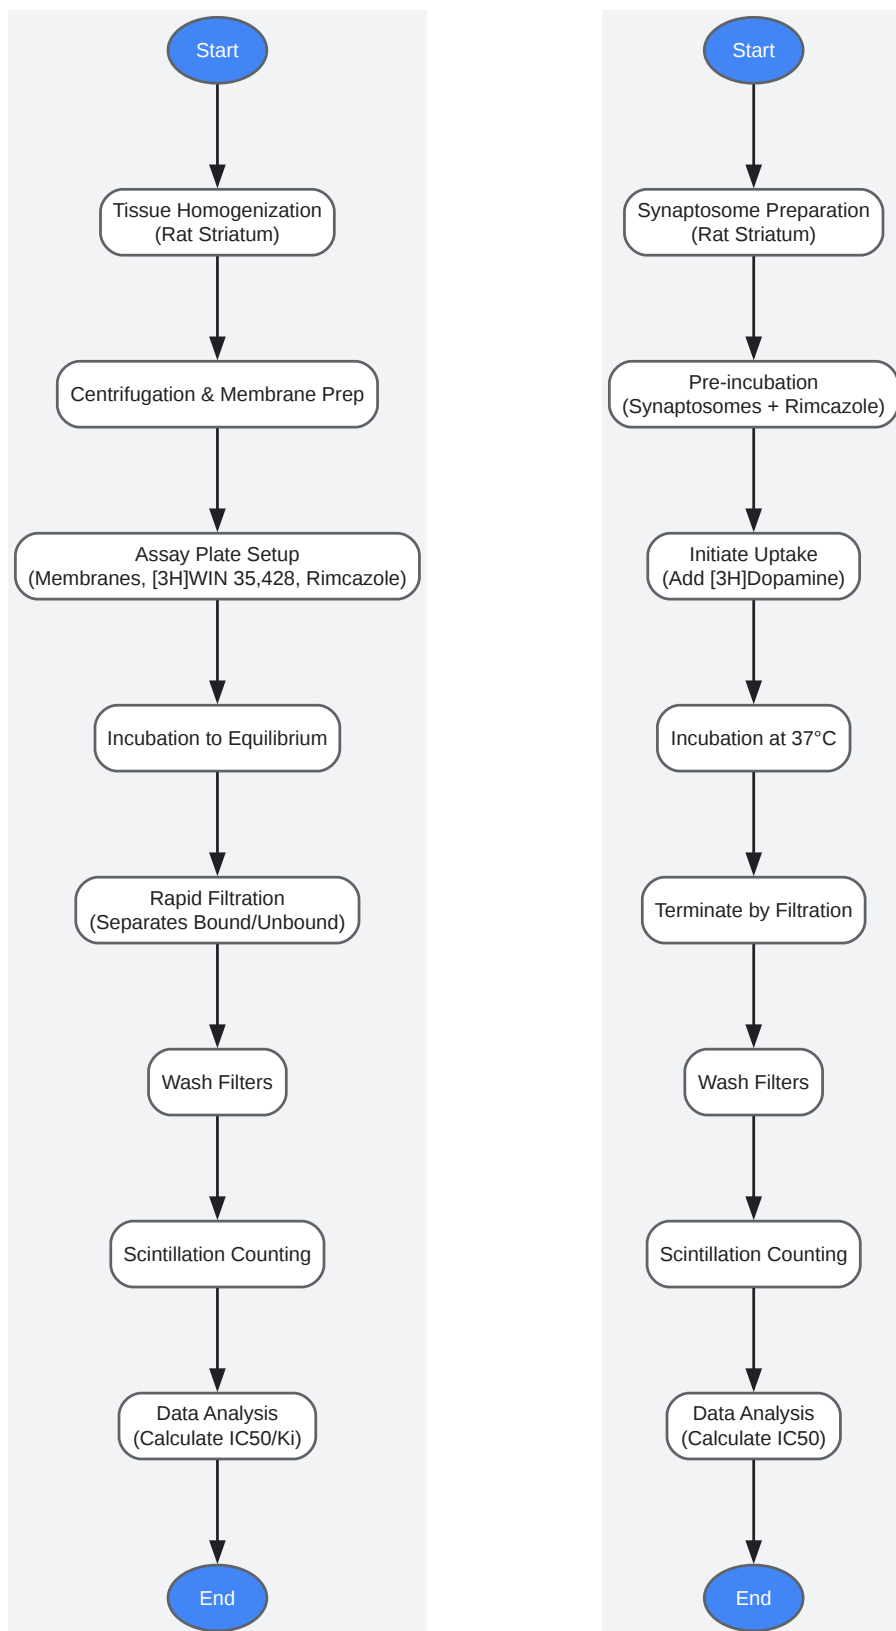 Start
Tissue Homogenization
(Rat Striatum)
Centrifugation & Membrane Prep
Assay Plate Setup
(Membranes, [3H]WIN 35,428, Rimcazole)
Incubation to Equilibrium
Rapid Filtration
(Separates Bound/Unbound)
Wash Filters
Scintillation Counting
Data Analysis
(Calculate IC50/Ki)
End
Start
Synaptosome Preparation
(Rat Striatum)
Pre-incubation
(Synaptosomes + Rimcazole)
Initiate Uptake
(Add [3H]Dopamine)
Incubation at 37°C
Terminate by Filtration
Wash Filters
Scintillation Counting
Data Analysis
(Calculate IC50)
End